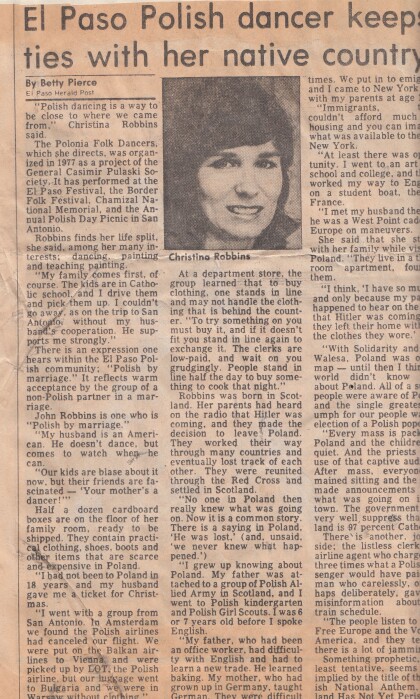 El Paso Polish dancer keep
ties with her native country
By Betty Pierce
El Paso Herald Post
"Polish dancing is a way to
be close to where we came
from," Christina Robbins
said.
The Polonia Folk Dancers,
which she directs, was organ-
ized in 1977 as a project of the
General Casimir Pulaski So-
ciety. It has performed at the
El Paso Festival, the Border
Folk Festival, Chamizal Na-
tional Memorial, and the An-
nual Polish Day Picnic in San
Antonio.
Robbins finds her life split,
she said, among her many in-
terests; dancing, painting
and teaching painting.
"My family comes first, of
course. The kids are in Catho-
lic school, and I drive them
and pick them up. I couldn't
go away, as on the trip to San
Antonio, without my hus-
band's cooperation. He sup-
ports me strongly."
There is an expression one
hears within the El Paso Pol-
ish community; "Polish by
marriage." It reflects warm
acceptance by the group of a
non-Polish partner in a mar-
riage.
John Robbins is one who is
"Polish by marriage."
"My husband is an Ameri-
can. He doesn't dance, but
comes to watch when he
can.
"Our kids are blase about it
now, but their friends are fa-
scinated — 'Your mother's a
dancer!'"
Half a dozen cardboard
boxes are on the floor of her
family room, ready to be
shipped. They contain practi-
cal clothing, shoes, boots and
other items that are scarce
and expensive in Poland.
"I had not been to Poland in
18 years and my husband
gave me a ticket for Christ-
mas.
"I went with a group from
San Antonio. In Amsterdam
we found the Polish airlines
had canceled our flight. We
were put on the Balkan air-
lines to Vienna and were
picked up by LOT, the Polish
airline, but our luggage went
to Bulgaria and we were in
Warsaw without clothing."
Christina Robbins
At a department store, the
group learned that to buy
clothing, one stands in line
and may not handle the cloth-
ing that is behind the count-
er. "To try something you
must buy it, and if it doesn't
fit you stand in line again to
exchange it. The clerks are
low-paid, and wait on you
grudgingly. People stand in
line half the day to buy some-
thing to cook that night."
Robbins was born in Scot-
land. Her parents had heard
on the radio that Hitler was
coming, and they made the
decision to leave Poland.
They worked their way
through many countries and
eventually lost track of each
other. They were reunited
through the Red Cross and
settled in Scotland.
"No one in Poland then
really knew what was going
on. Now it is a common story.
There is a saying in Poland,
'He was lost.' (and, unsaid,
'we never knew what hap-
pened.')
"I grew up knowing about
Poland. My father was at-
tached to a group of Polish Al-
lied Army in Scotland, and I
went to Polish kindergarten
and Polish Girl Scouts. I was 6
or 7 years before I spoke
English.
"My father, who had been
an office worker, had difficul-
ty with English and had to
learn a new trade. He learned
baking. My mother, who had
grown up in Germany, taught
German. They were difficult
times. We put in to emi
and I came to New York
with my parents at age
"Immigrants,
couldn't afford much
housing and you can ima
what was available to the
New York.
"At least there was op
tunity. I went to an art
school and college, and t
worked my way to Eng
on a student boat, the
France.
"I met my husband the
he was a West Point cade
Europe on maneuvers.
She said that she st
with her family while vi
Poland. "They live in a t
room apartment, fo
them.
"I think, 'I have so mu
and only because my pa
happened to hear on the
that Hitler was coming
they left home wit
the clothes they wore.'
"With Solidarity and
Walesa, Poland was o
map — until then I thi
world didn't know
about Poland. All of a s
people were aware of P
and the single greates
umph for our people wa
election of a Polish pope
"Every mass is pack
Poland and the childre
quiet. And the priests
use of that captive aud
After mass, everyon
mained sitting and the
made announcements
what was going on i
town. The government
very well suppress
land is 97 percent Catho
There's another, jo
side; the listless clerk
airline agent who charge
three times what a Polis
senger would have pai
man who carelessly, o
haps deliberately, gave
misinformation about
train schedule.
"The people listen to
Free Europe and the Vo
America, and they te
there is a lot of jammi
Something prophetic,
least tentative, seems
implied in the title of th
ish National Anthe